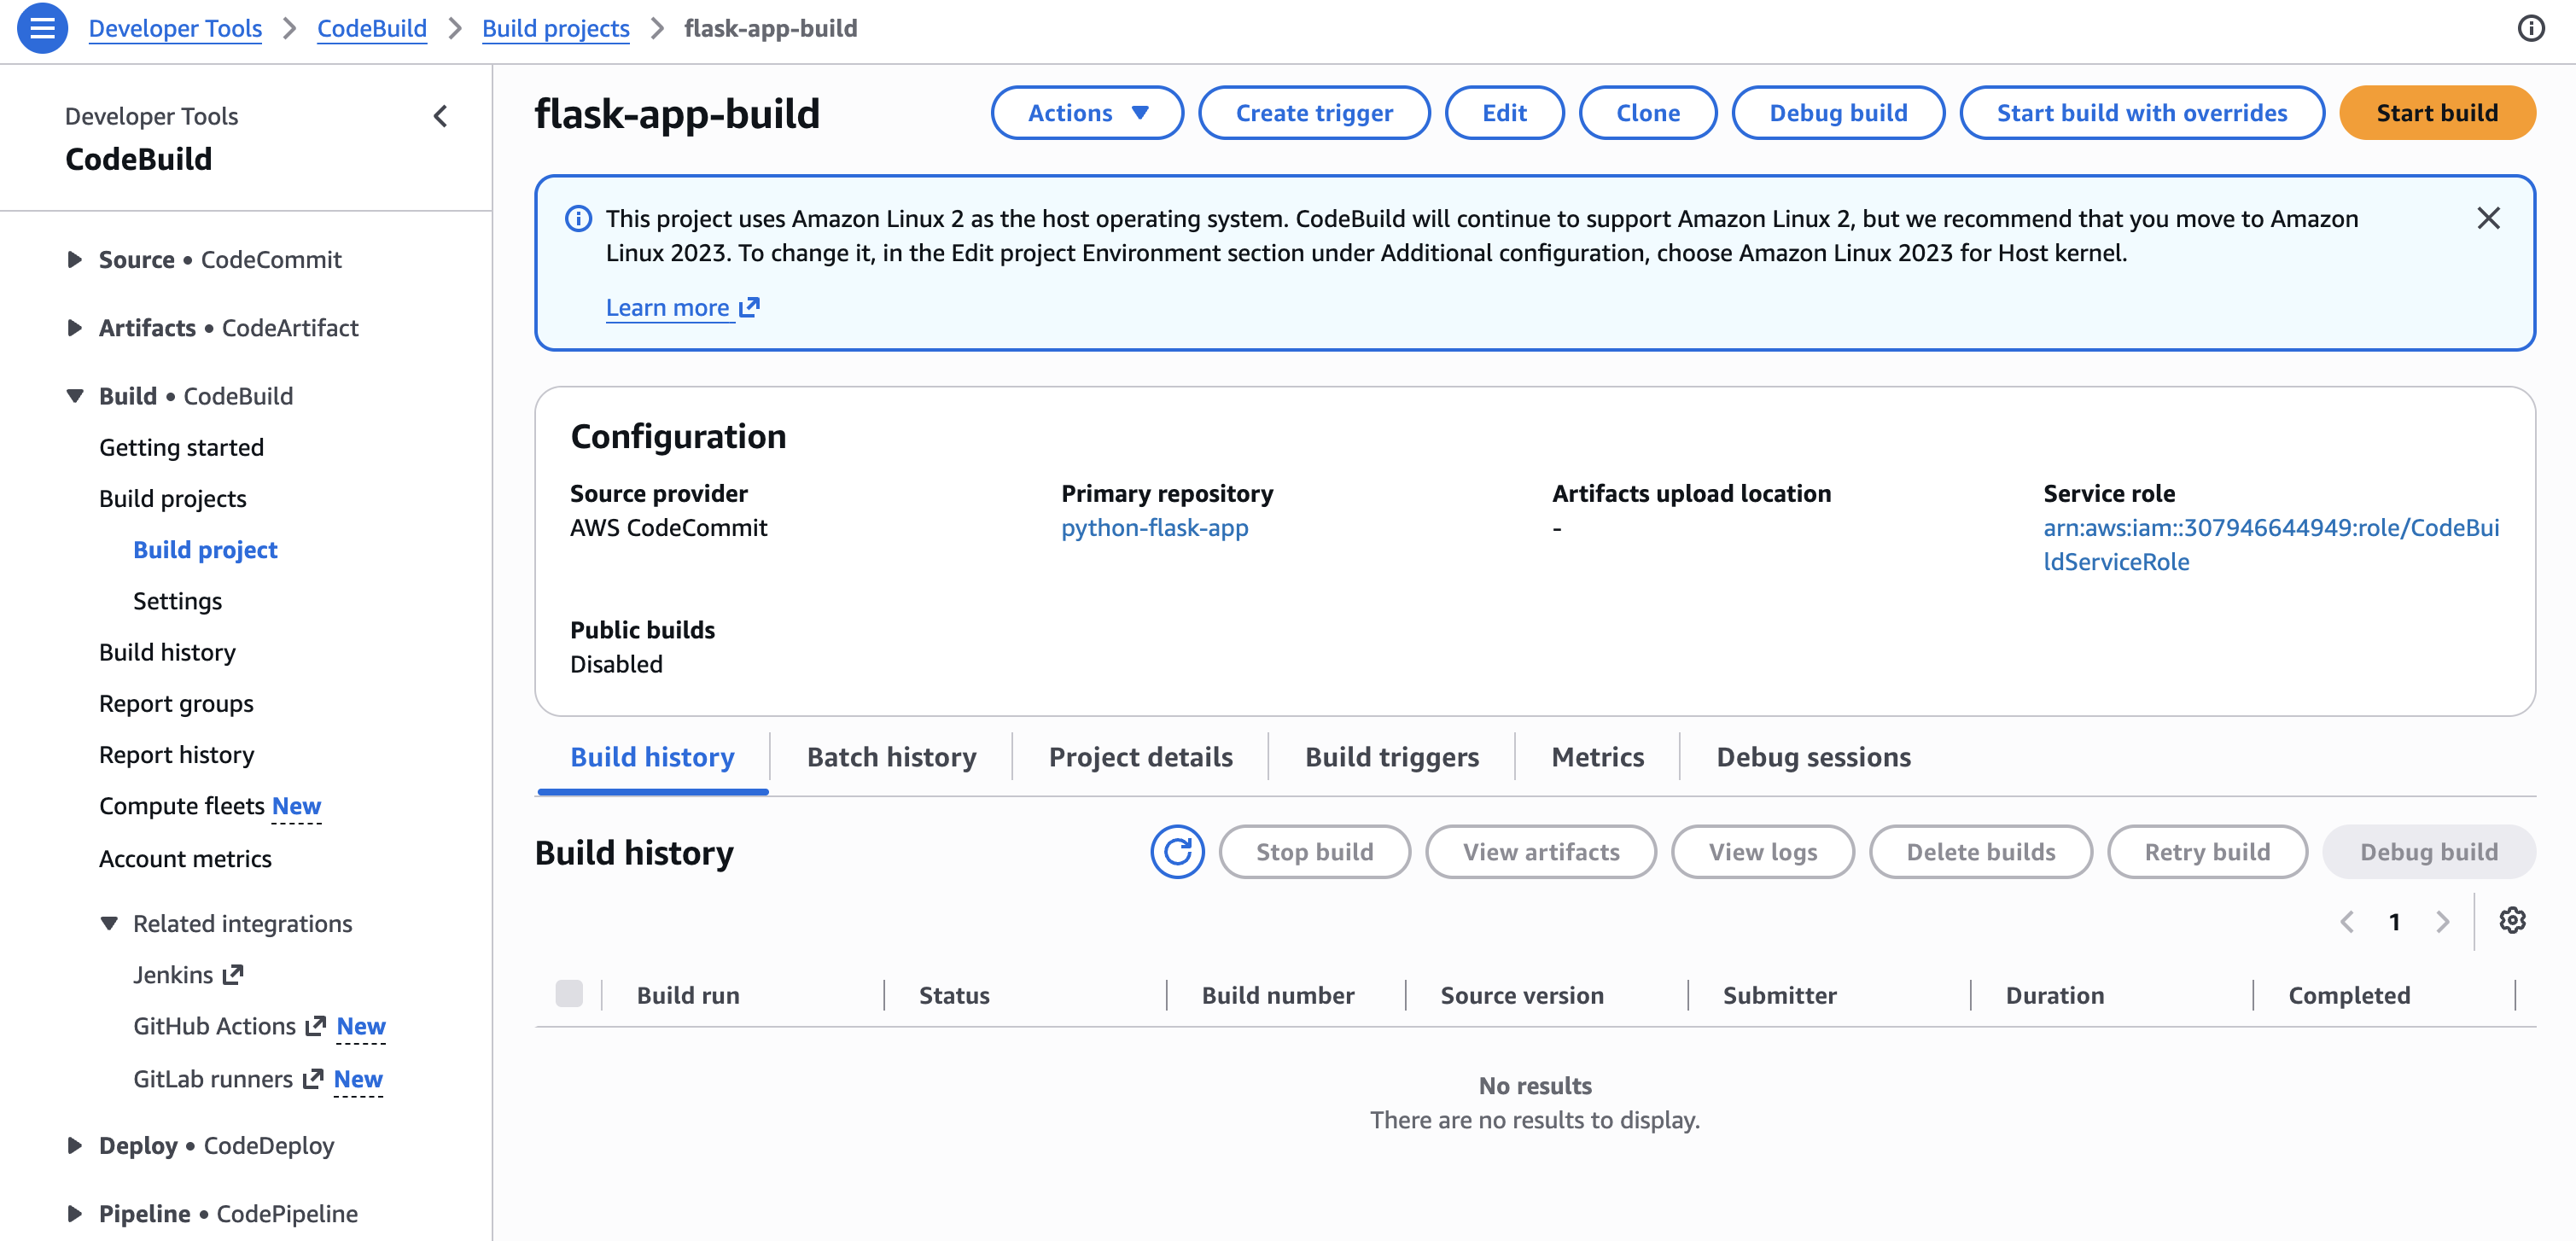 Developer Tools > CodeBuild > Build projects > flask-app-build
Developer Tools
CodeBuild
Source • CodeCommit
Artifacts • CodeArtifact
Build • CodeBuild
Getting started
Build projects
Build project
Settings
Build history
Report groups
Report history
Compute fleets New
Account metrics
Related integrations
Jenkins
GitHub Actions New
GitLab runners New
Deploy • CodeDeploy
Pipeline • CodePipeline
flask-app-build
Actions
Create trigger
Edit
Clone
Debug build
Start build with overrides
Start build
This project uses Amazon Linux 2 as the host operating system. CodeBuild will continue to support Amazon Linux 2, but we recommend that you move to Amazon
Linux 2023. To change it, in the Edit project Environment section under Additional configuration, choose Amazon Linux 2023 for Host kernel.
Learn more
Configuration
Source provider
AWS CodeCommit
Primary repository
python-flask-app
Artifacts upload location
-
Service role
arn:aws:iam::307946644949:role/CodeBui
ldServiceRole
Public builds
Disabled
Build history
Batch history
Project details
Build triggers
Metrics
Debug sessions
Build history
Stop build
View artifacts
View logs
Delete builds
Retry build
Debug build
1
Build run
Status
Build number
Source version
Submitter
Duration
Completed
No results
There are no results to display.